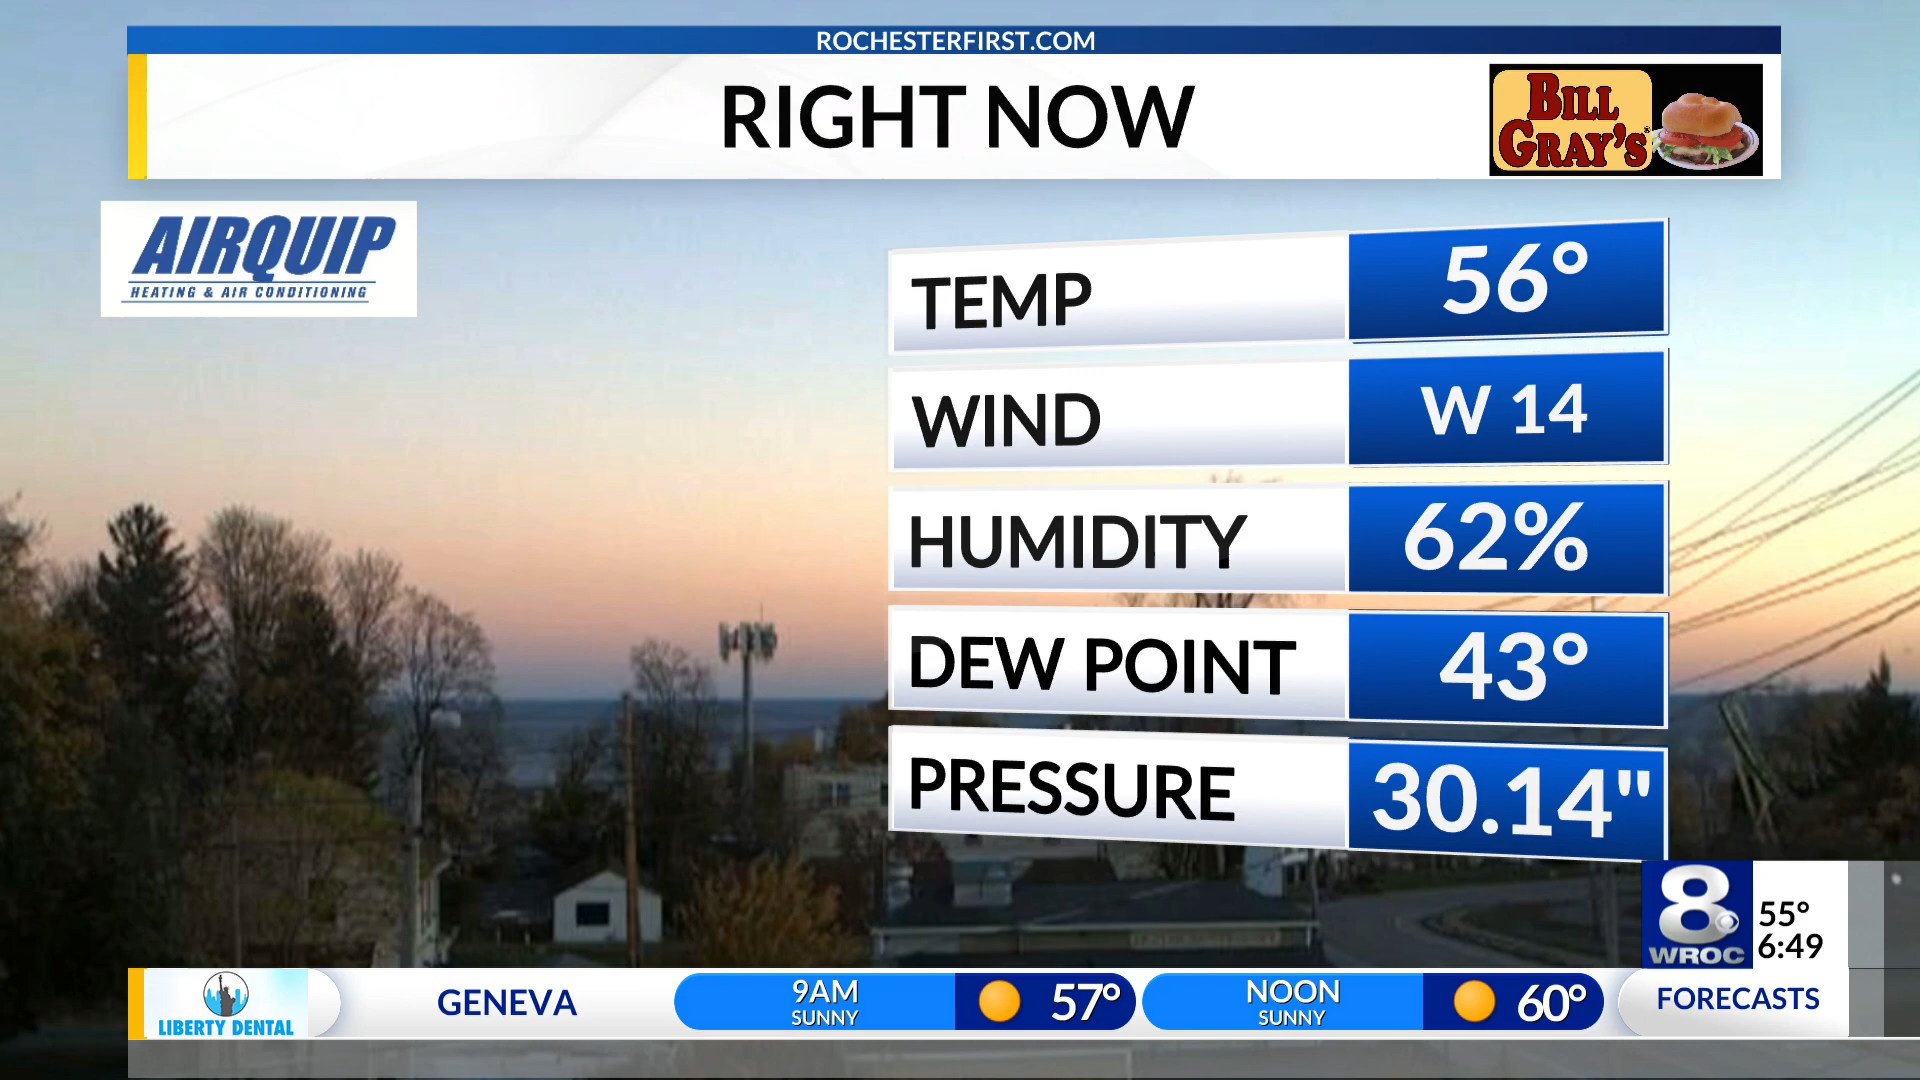 ROCHESTERFIRST.COM
RIGHT NOW
BILL
GRAY'S
AIRQUIP
HEATING & AIR CONDITIONING
TEMP 56°
WIND W 14
HUMIDITY 62%
DEW POINT 43°
PRESSURE 30.14"
8
WROC
55°
6:49
LIBERTY DENTAL
GENEVA
9AM
SUNNY
57°
NOON
SUNNY
60°
FORECASTS